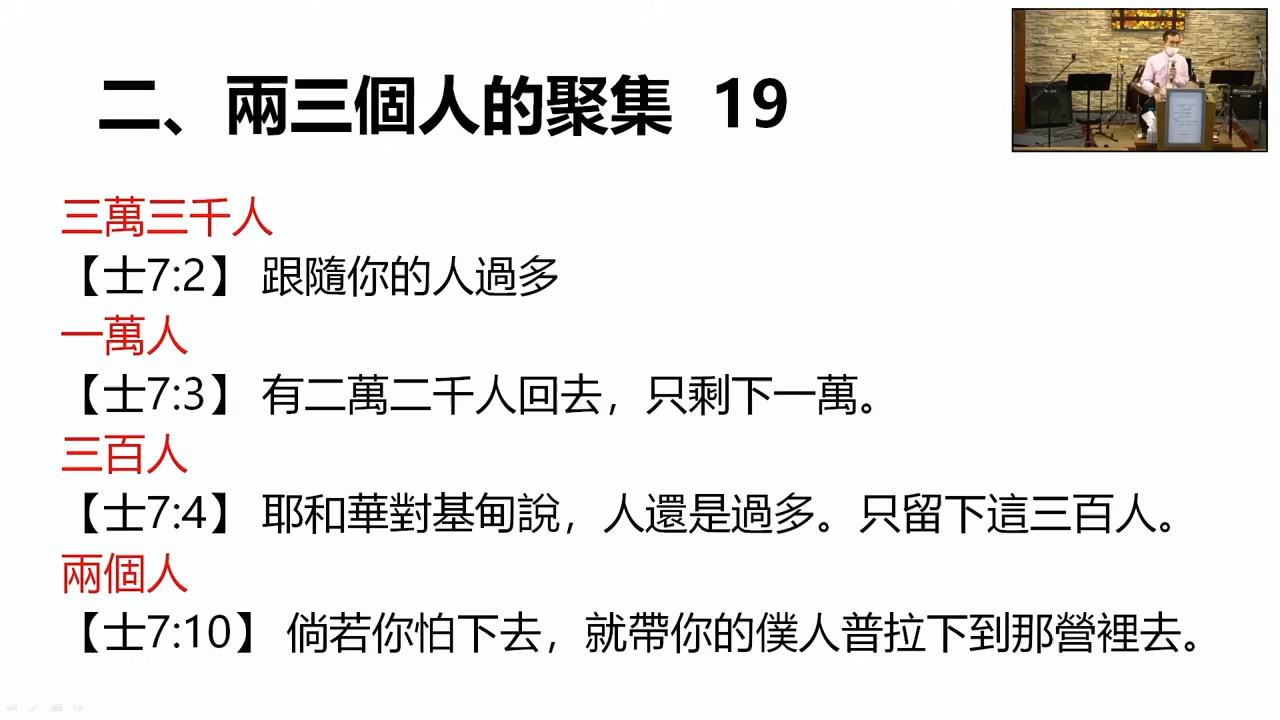 二、兩三個人的聚集 19
三萬三千人
【士7:2】 跟隨你的人過多
一萬人
【士7:3】 有二萬二千人回去，只剩下一萬。
三百人
【士7:4】 耶和華對基甸說，人還是過多。只留下這三百人。
兩個人
【士7:10】 倘若你怕下去，就帶你的僕人普拉下到那營裡去。